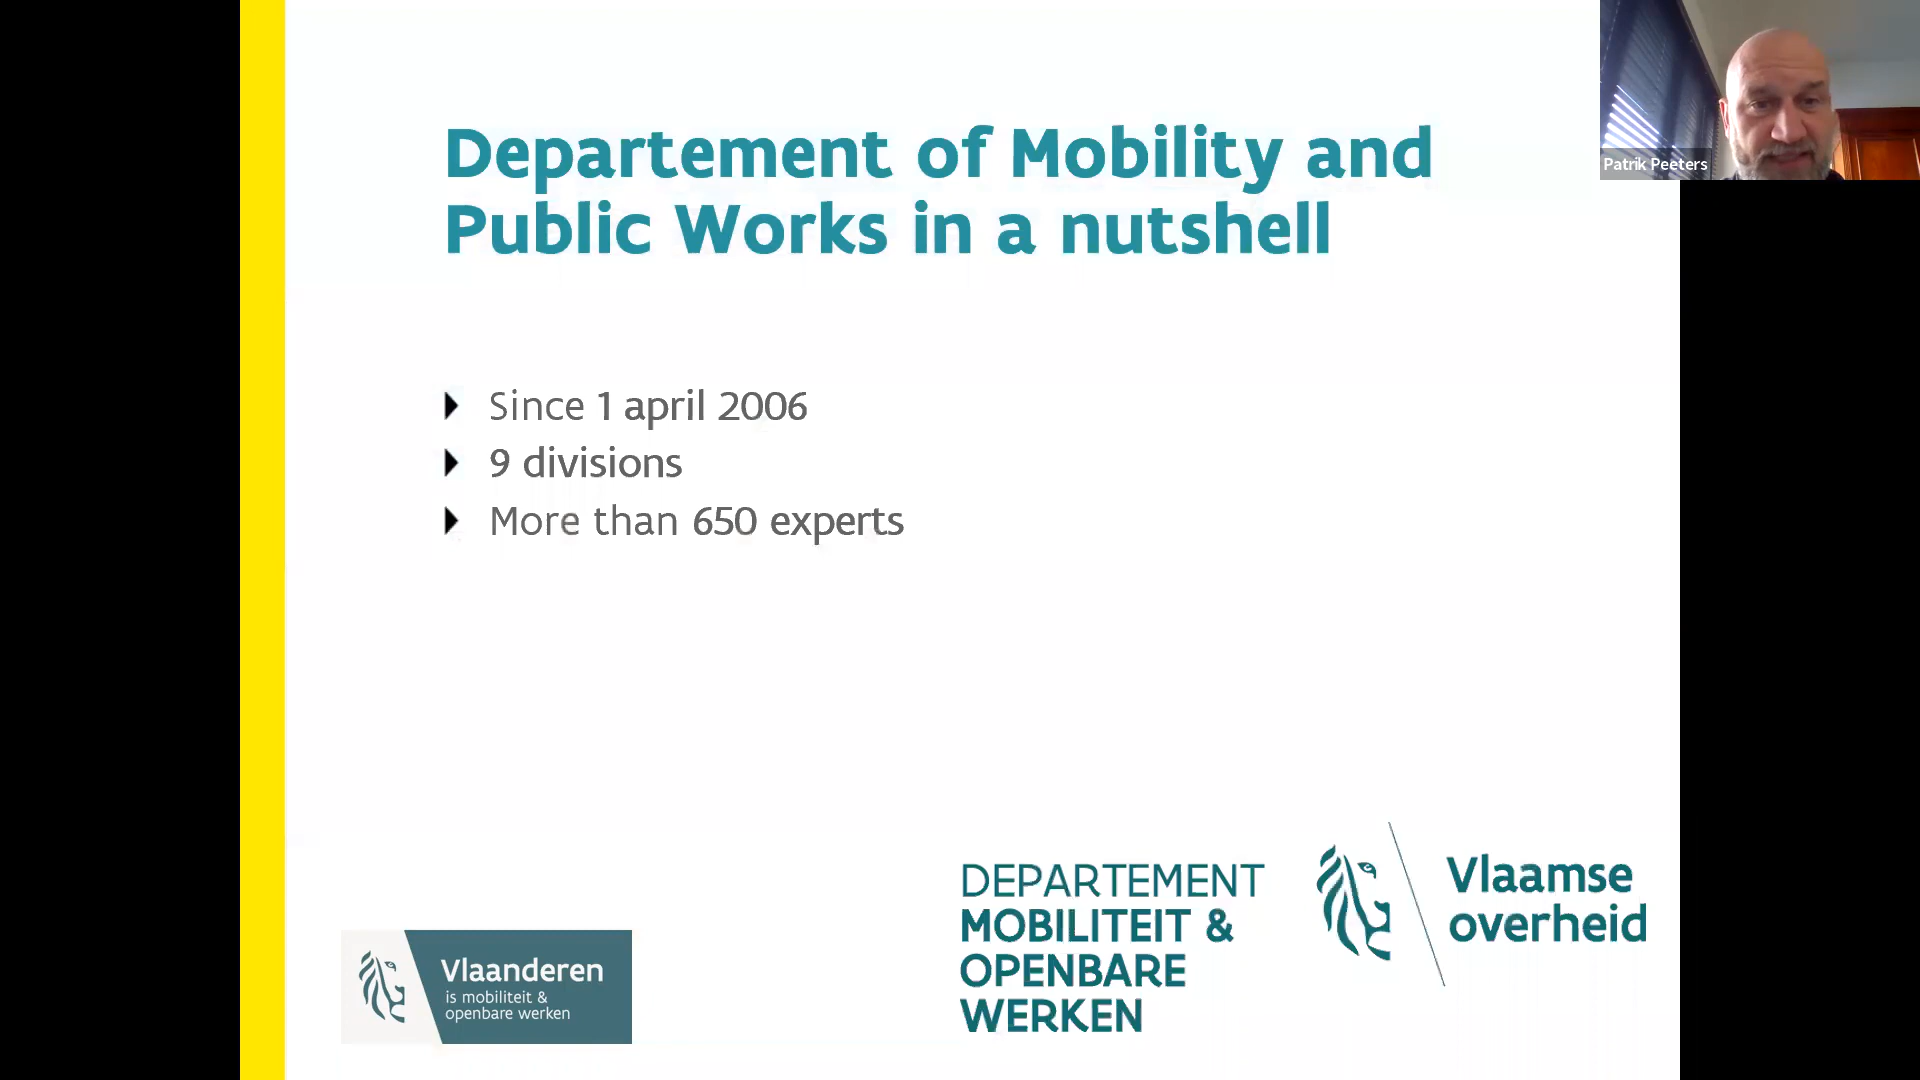 Departement of Mobility and
Public Works in a nutshell
Since 1 april 2006
9 divisions
More than 650 experts
Vlaanderen
is mobiliteit &
openbare werken
DEPARTEMENT
MOBILITEIT &
OPENBARE
WERKEN
Vlaamse
overheid
Patrik Peeters